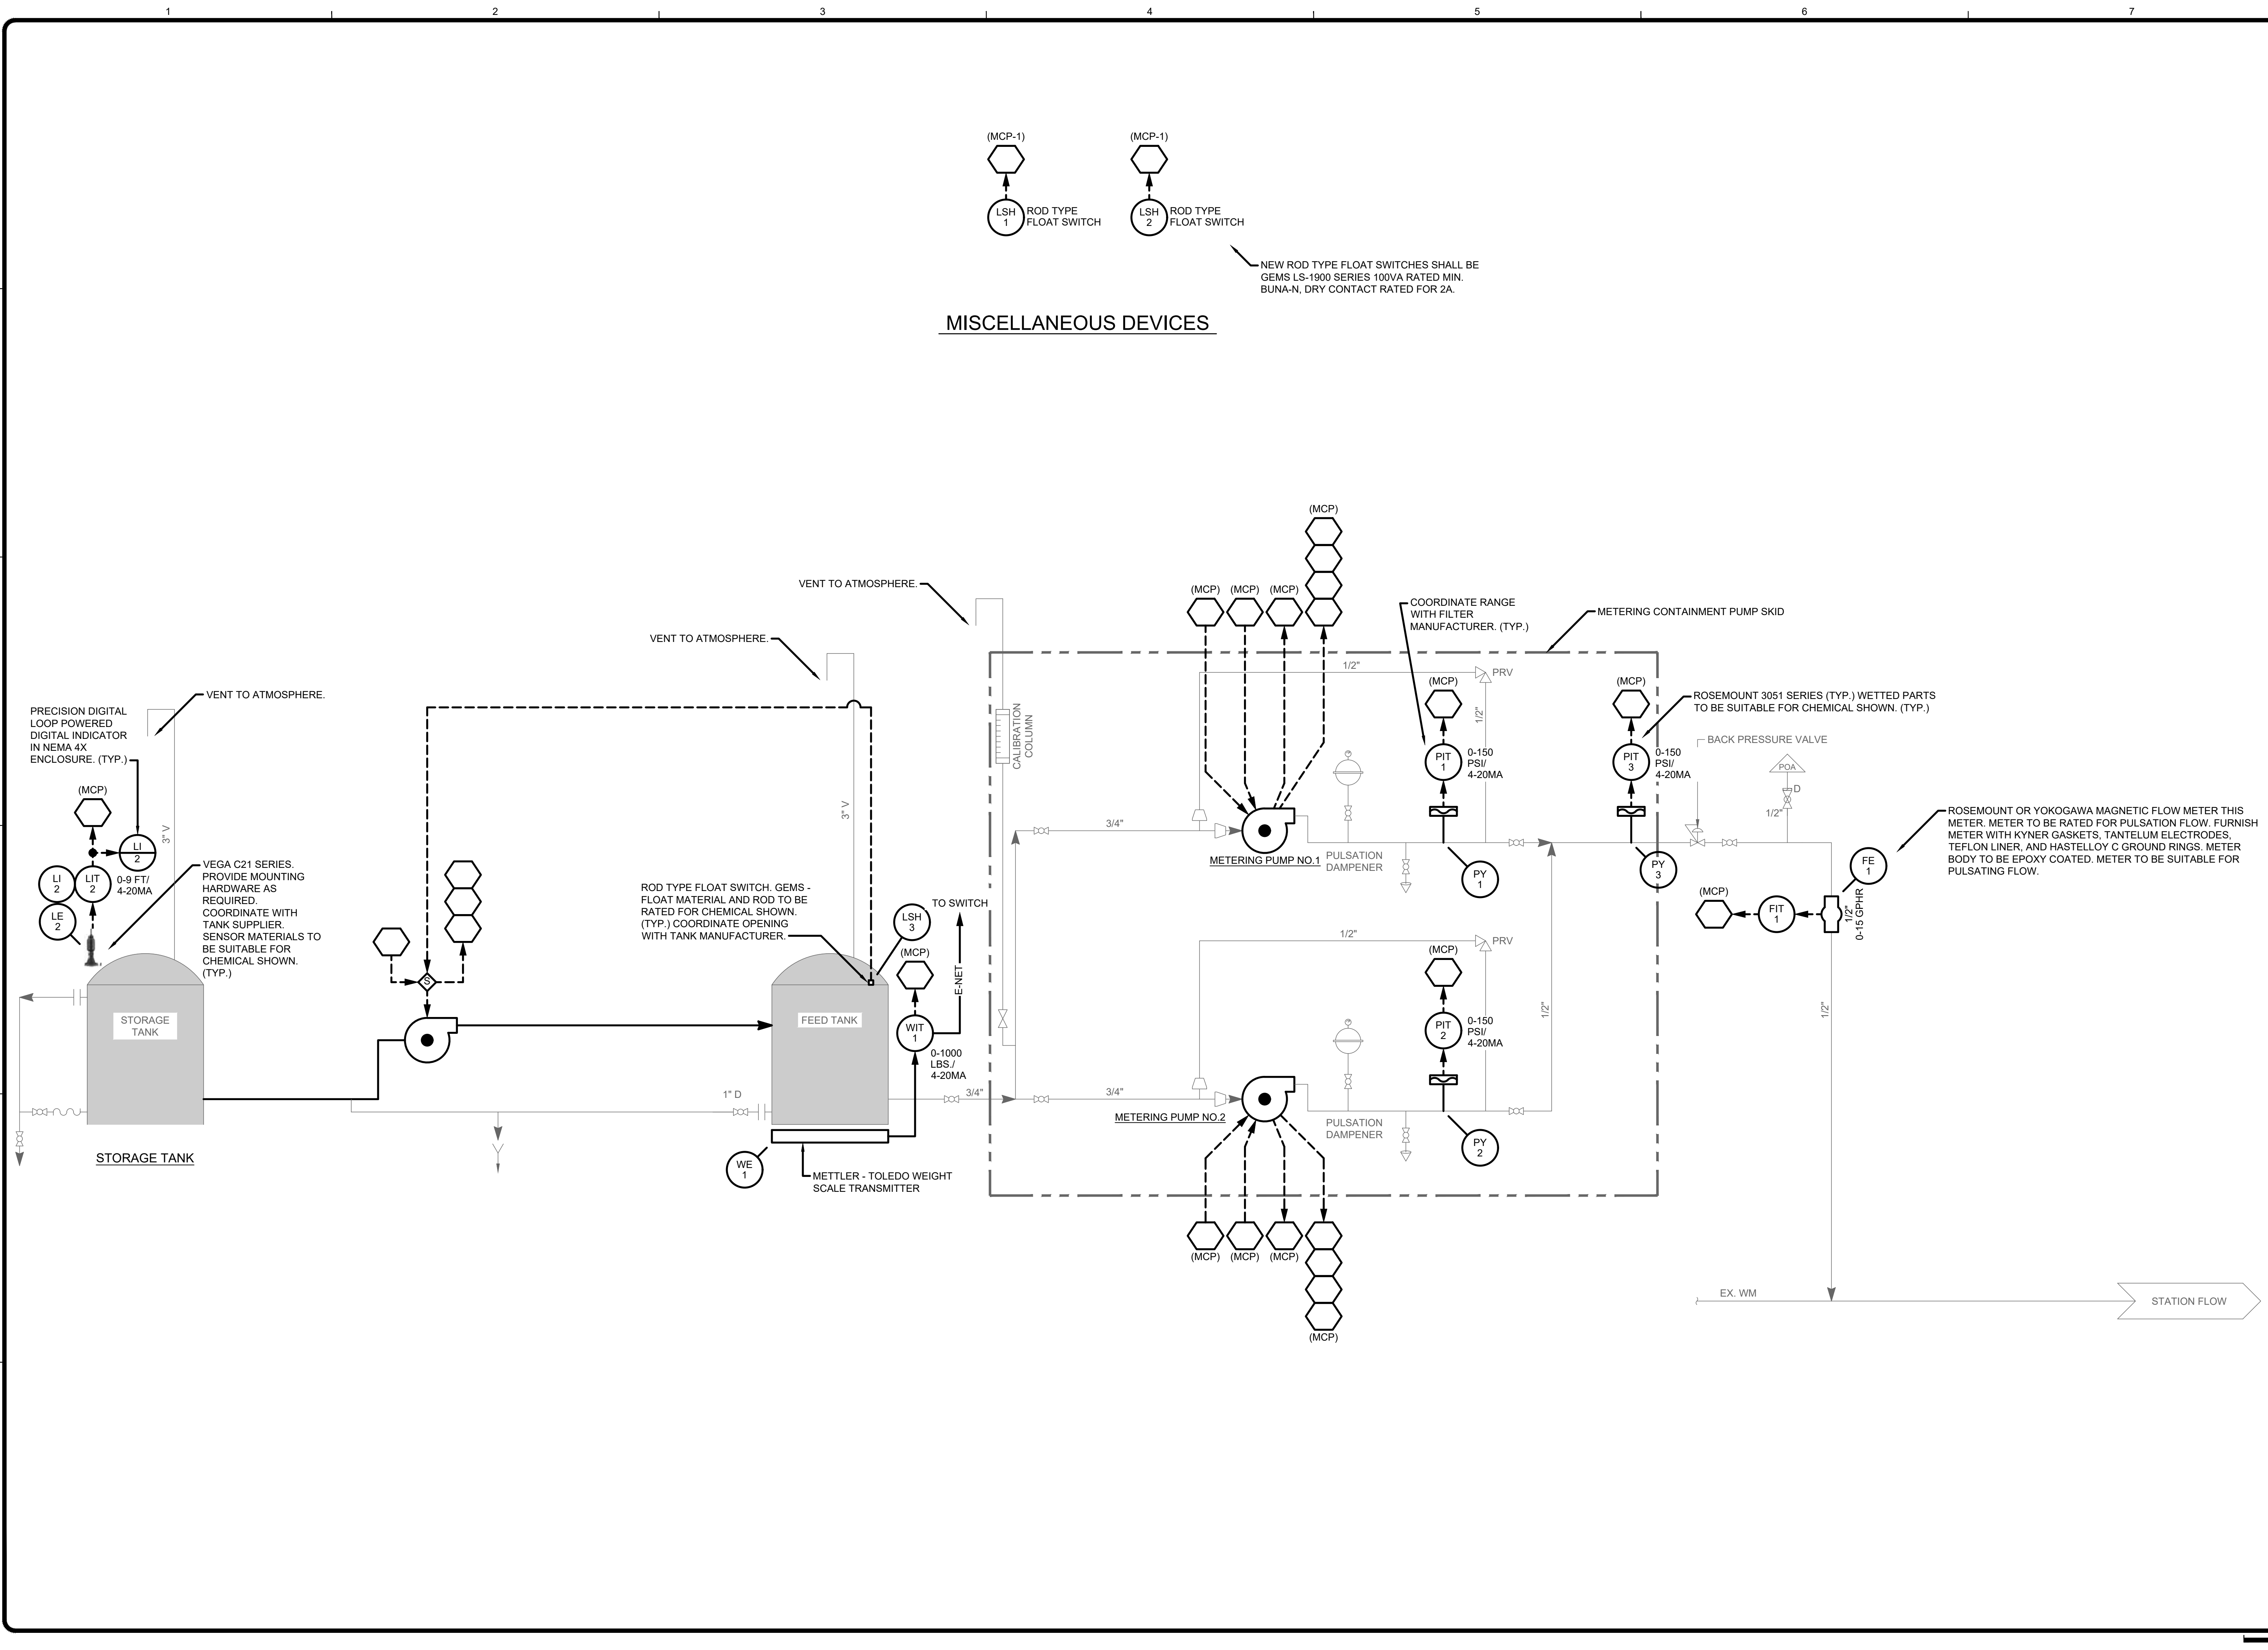 1
2
3
4
5
6
7
(MCP-1)
(MCP-1)
LSH
1
ROD TYPE
FLOAT SWITCH
LSH
2
ROD TYPE
FLOAT SWITCH
NEW ROD TYPE FLOAT SWITCHES SHALL BE
GEMS LS-1900 SERIES 100VA RATED MIN.
BUNA-N, DRY CONTACT RATED FOR 2A.
MISCELLANEOUS DEVICES
PRECISION DIGITAL
LOOP POWERED
DIGITAL INDICATOR
IN NEMA 4X
ENCLOSURE. (TYP.)
VENT TO ATMOSPHERE.
3" V
(MCP)
LI
2
LI
2
LIT
2
0-9 FT/
4-20MA
LE
2
VEGA C21 SERIES.
PROVIDE MOUNTING
HARDWARE AS
REQUIRED.
COORDINATE WITH
TANK SUPPLIER.
SENSOR MATERIALS TO
BE SUITABLE FOR
CHEMICAL SHOWN.
(TYP.)
STORAGE
TANK
STORAGE TANK
S
VENT TO ATMOSPHERE.
3" V
ROD TYPE FLOAT SWITCH. GEMS -
FLOAT MATERIAL AND ROD TO BE
RATED FOR CHEMICAL SHOWN.
(TYP.) COORDINATE OPENING
WITH TANK MANUFACTURER.
LSH
3
TO SWITCH
E-NET
(MCP)
WIT
1
0-1000
LBS./
4-20MA
FEED TANK
1" D
WE
1
METTLER - TOLEDO WEIGHT
SCALE TRANSMITTER
VENT TO ATMOSPHERE.
CALIBRATION
COLUMN
3/4"
3/4"
3/4"
(MCP)
(MCP)
(MCP)
(MCP)
COORDINATE RANGE
WITH FILTER
MANUFACTURER. (TYP.)
METERING CONTAINMENT PUMP SKID
1/2"
PRV
1/2"
(MCP)
PIT
1
0-150
PSI/
4-20MA
METERING PUMP NO.1
PULSATION
DAMPENER
PY
1
1/2"
PRV
(MCP)
PIT
2
0-150
PSI/
4-20MA
1/2"
METERING PUMP NO.2
PULSATION
DAMPENER
PY
2
(MCP)
(MCP)
(MCP)
(MCP)
(MCP)
PIT
3
0-150
PSI/
4-20MA
PY
3
ROSEMOUNT 3051 SERIES (TYP.) WETTED PARTS
TO BE SUITABLE FOR CHEMICAL SHOWN. (TYP.)
BACK PRESSURE VALVE
POA
D
1/2"
FE
1
(MCP)
FIT
1
1/2"
0-15 GPHR
ROSEMOUNT OR YOKOGAWA MAGNETIC FLOW METER THIS
METER. METER TO BE RATED FOR PULSATION FLOW. FURNISH
METER WITH KYNER GASKETS, TANTELUM ELECTRODES,
TEFLON LINER, AND HASTELLOY C GROUND RINGS. METER
BODY TO BE EPOXY COATED. METER TO BE SUITABLE FOR
PULSATING FLOW.
1/2"
EX. WM
STATION FLOW